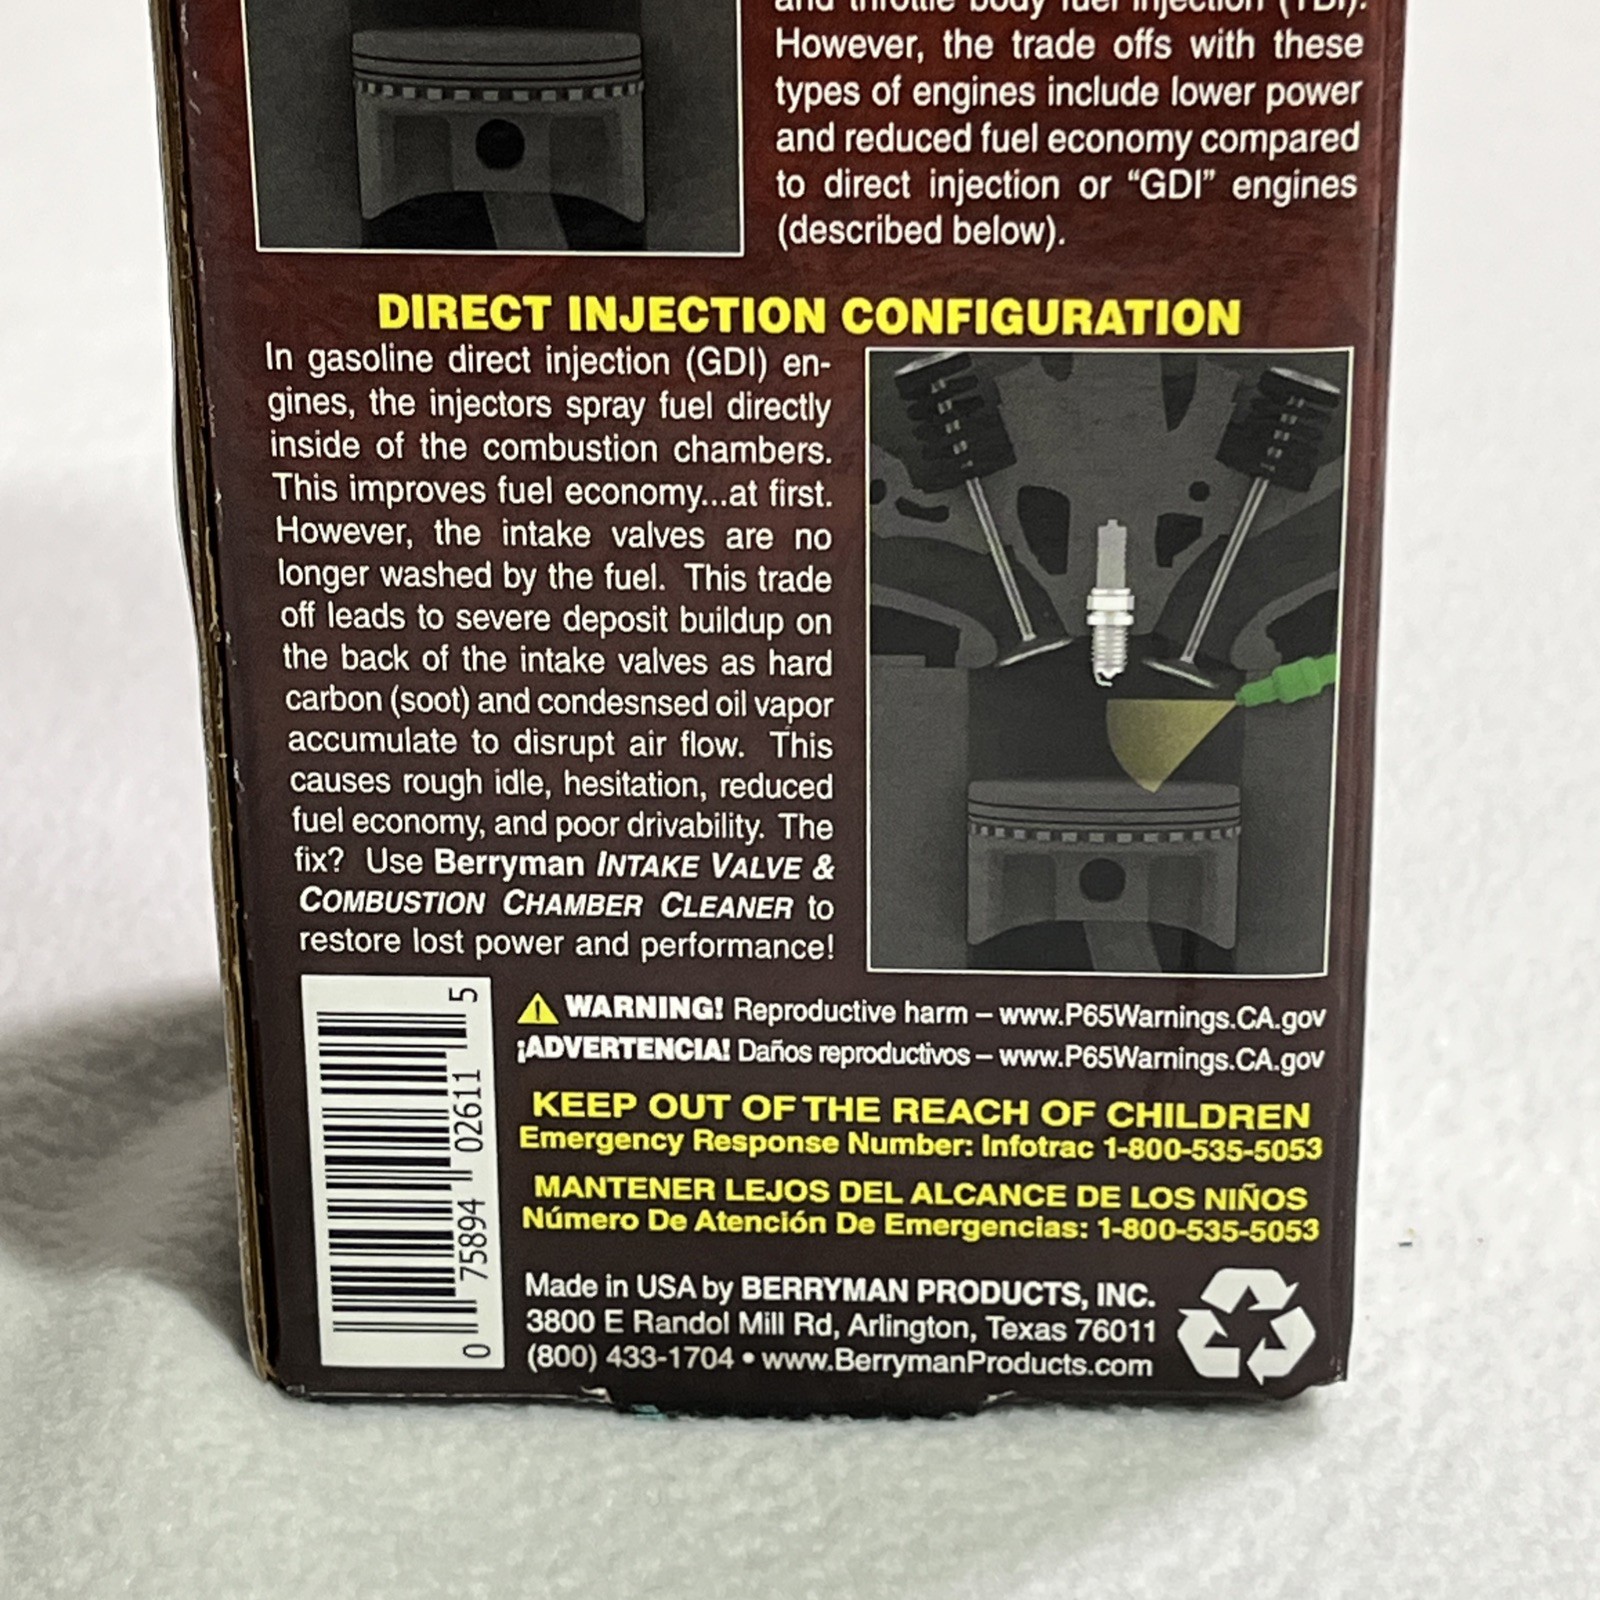 and throttle body fuel injection (TBI).
However, the trade offs with these
types of engines include lower power
and reduced fuel economy compared
to direct injection or “GDI” engines
(described below).
DIRECT INJECTION CONFIGURATION
In gasoline direct injection (GDI) en-
gines, the injectors spray fuel directly
inside of the combustion chambers.
This improves fuel economy...at first.
However, the intake valves are no
longer washed by the fuel. This trade
off leads to severe deposit buildup on
the back of the intake valves as hard
carbon (soot) and condesnsed oil vapor
accumulate to disrupt air flow. This
causes rough idle, hesitation, reduced
fuel economy, and poor drivability. The
fix? Use Berryman INTAKE VALVE &
COMBUSTION CHAMBER CLEANER to
restore lost power and performance!
0 75894 02611 5
WARNING! Reproductive harm – www.P65Warnings.CA.gov
¡ADVERTENCIA! Daños reproductivos – www.P65Warnings.CA.gov
KEEP OUT OF THE REACH OF CHILDREN
Emergency Response Number: Infotrac 1-800-535-5053
MANTENER LEJOS DEL ALCANCE DE LOS NIÑOS
Número De Atención De Emergencias: 1-800-535-5053
Made in USA by BERRYMAN PRODUCTS, INC.
3800 E Randol Mill Rd, Arlington, Texas 76011
(800) 433-1704 • www.BerrymanProducts.com